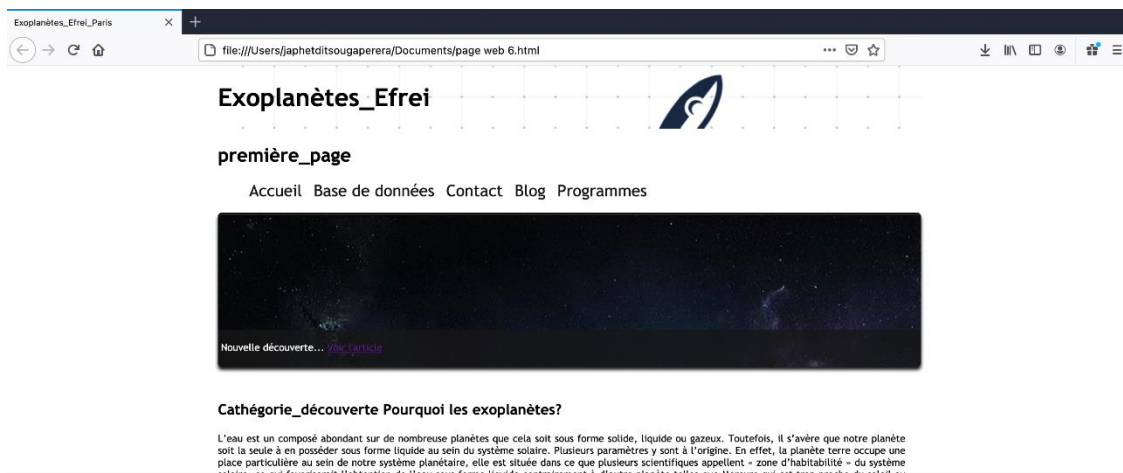 Exoplanètes_Efrei_Paris
file:///Users/japhetditsougaperera/Documents/page web 6.html
Exoplanètes_Efrei
première_page
Accueil Base de données Contact Blog Programmes
Nouvelle découverte... Voir l'article
Cathégorie_découverte Pourquoi les exoplanètes?
L'eau est un composé abondant sur de nombreuse planètes que cela soit sous forme solide, liquide ou gazeux. Toutefois, il s'avère que notre planète
soit la seule à en posséder sous forme liquide au sein du système solaire. Plusieurs paramètres y sont à l'origine. En effet, la planète terre occupe une
place particulière au sein de notre système planétaire, elle est située dans ce que plusieurs scientifiques appellent « zone d'habitabilité » du système